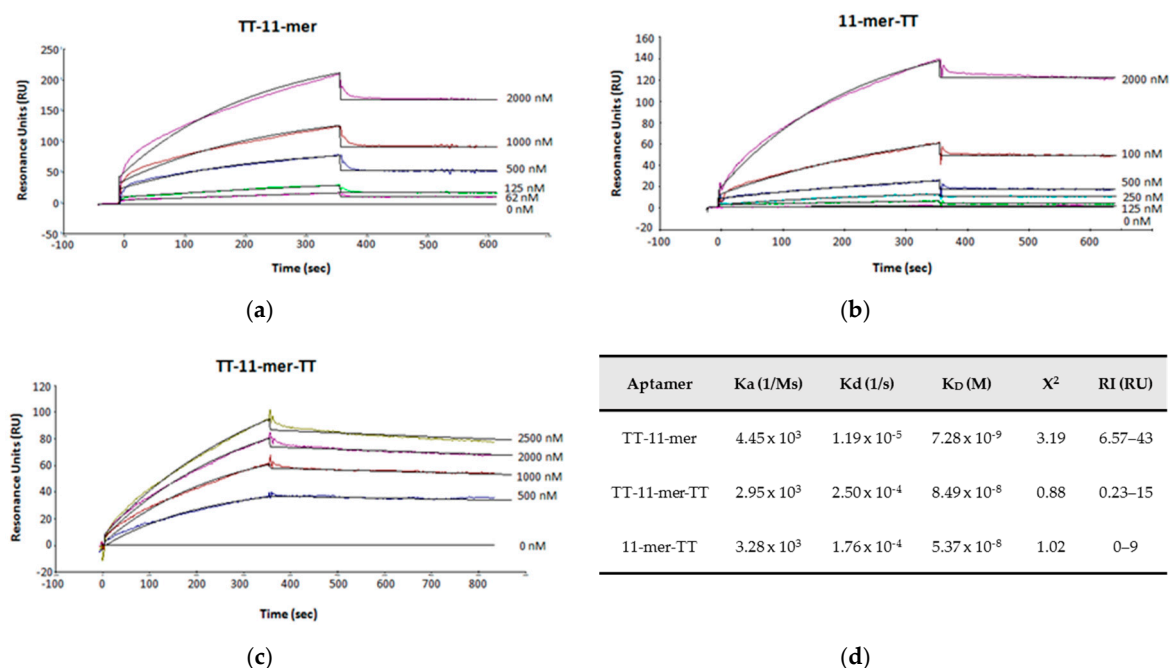 TT-11-mer
250
200
150
100
50
0
-50
-100 0 100 200 300 400 500 600 700
Resonance Units (RU)
Time (sec)
2000 nM
1000 nM
500 nM
125 nM
62 nM
0 nM
(a)
11-mer-TT
160
140
120
100
80
60
40
20
0
-20
-100 0 100 200 300 400 500 600 700
Resonance Units (RU)
Time (sec)
2000 nM
100 nM
500 nM
250 nM
125 nM
0 nM
(b)
TT-11-mer-TT
120
100
80
60
40
20
0
-20
-100 0 100 200 300 400 500 600 700 800
Resonance Units (RU)
Time (sec)
2500 nM
2000 nM
1000 nM
500 nM
0 nM
(c)
Aptamer Ka (1/Ms) Kd (1/s) K_D (M) X² RI (RU)
TT-11-mer 4.45 x 10³ 1.19 x 10⁻⁵ 7.28 x 10⁻⁹ 3.19 6.57–43
TT-11-mer-TT 2.95 x 10³ 2.50 x 10⁻⁴ 8.49 x 10⁻⁸ 0.88 0.23–15
11-mer-TT 3.28 x 10³ 1.76 x 10⁻⁴ 5.37 x 10⁻⁸ 1.02 0–9
(d)